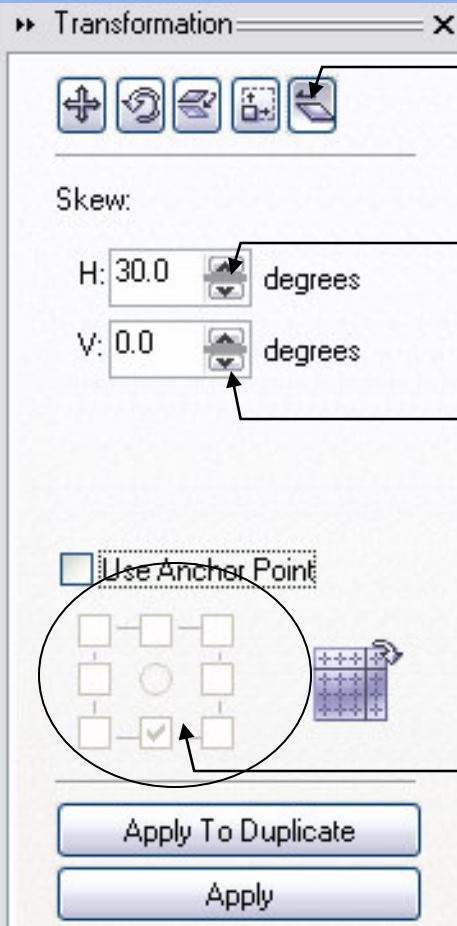 Transformation
Skew:
H: 30.0 degrees
V: 0.0 degrees
Use Anchor Point
Apply To Duplicate
Apply